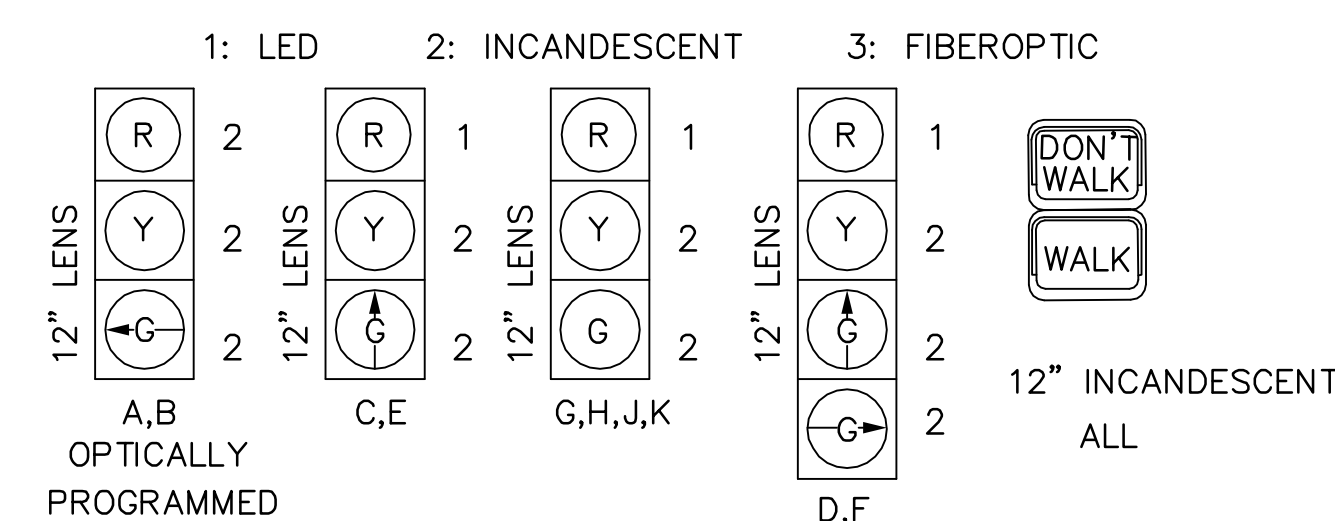 1: LED 2: INCANDESCENT 3: FIBEROPTIC
12" LENS
R 2
Y 2
G 2
A,B
OPTICALLY
PROGRAMMED
12" LENS
R 1
Y 2
G 2
C,E
12" LENS
R 1
Y 2
G 2
G,H,J,K
12" LENS
R 1
Y 2
G 2
G 2
D,F
DON'T
WALK
WALK
12" INCANDESCENT
ALL